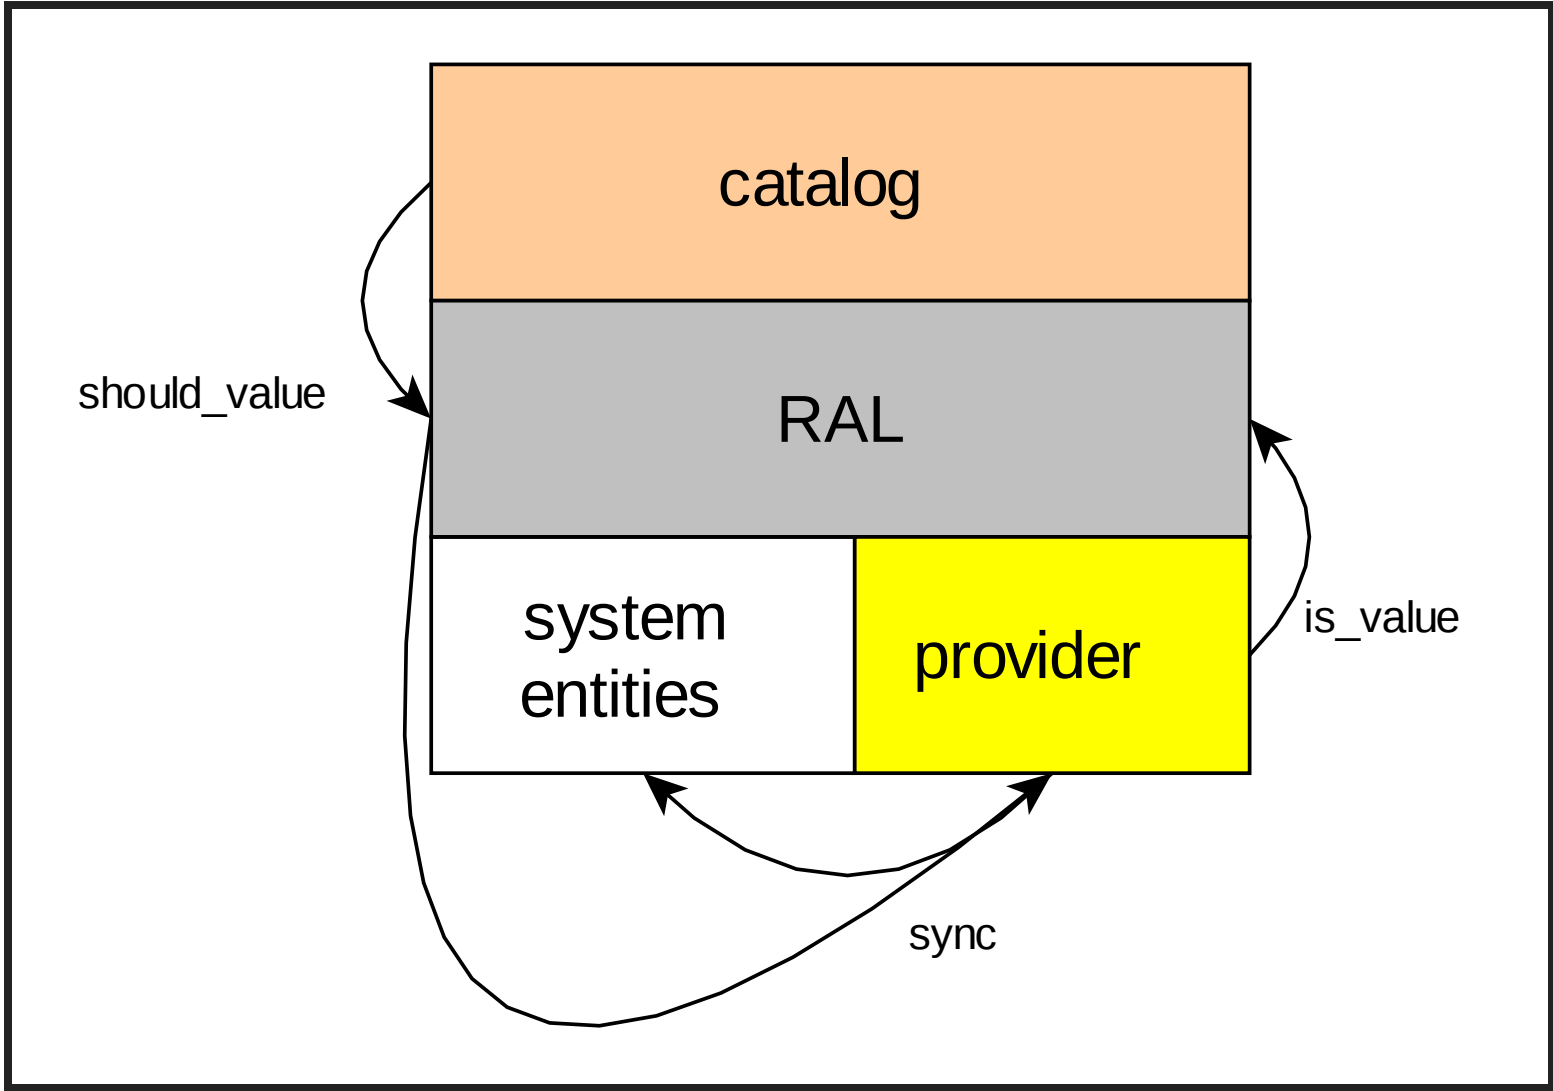 catalog
should_value
RAL
system
entities
provider
is_value
sync